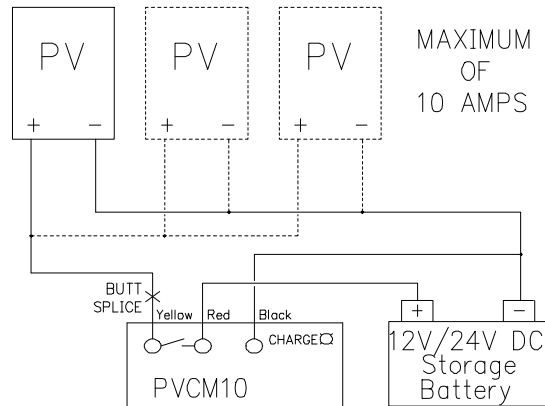 PV PV PV
MAXIMUM
OF
10 AMPS
+ − + − + −
BUTT
SPLICE
Yellow Red Black
+ −
CHARGE
12V/24V DC
Storage
Battery
PVCM10